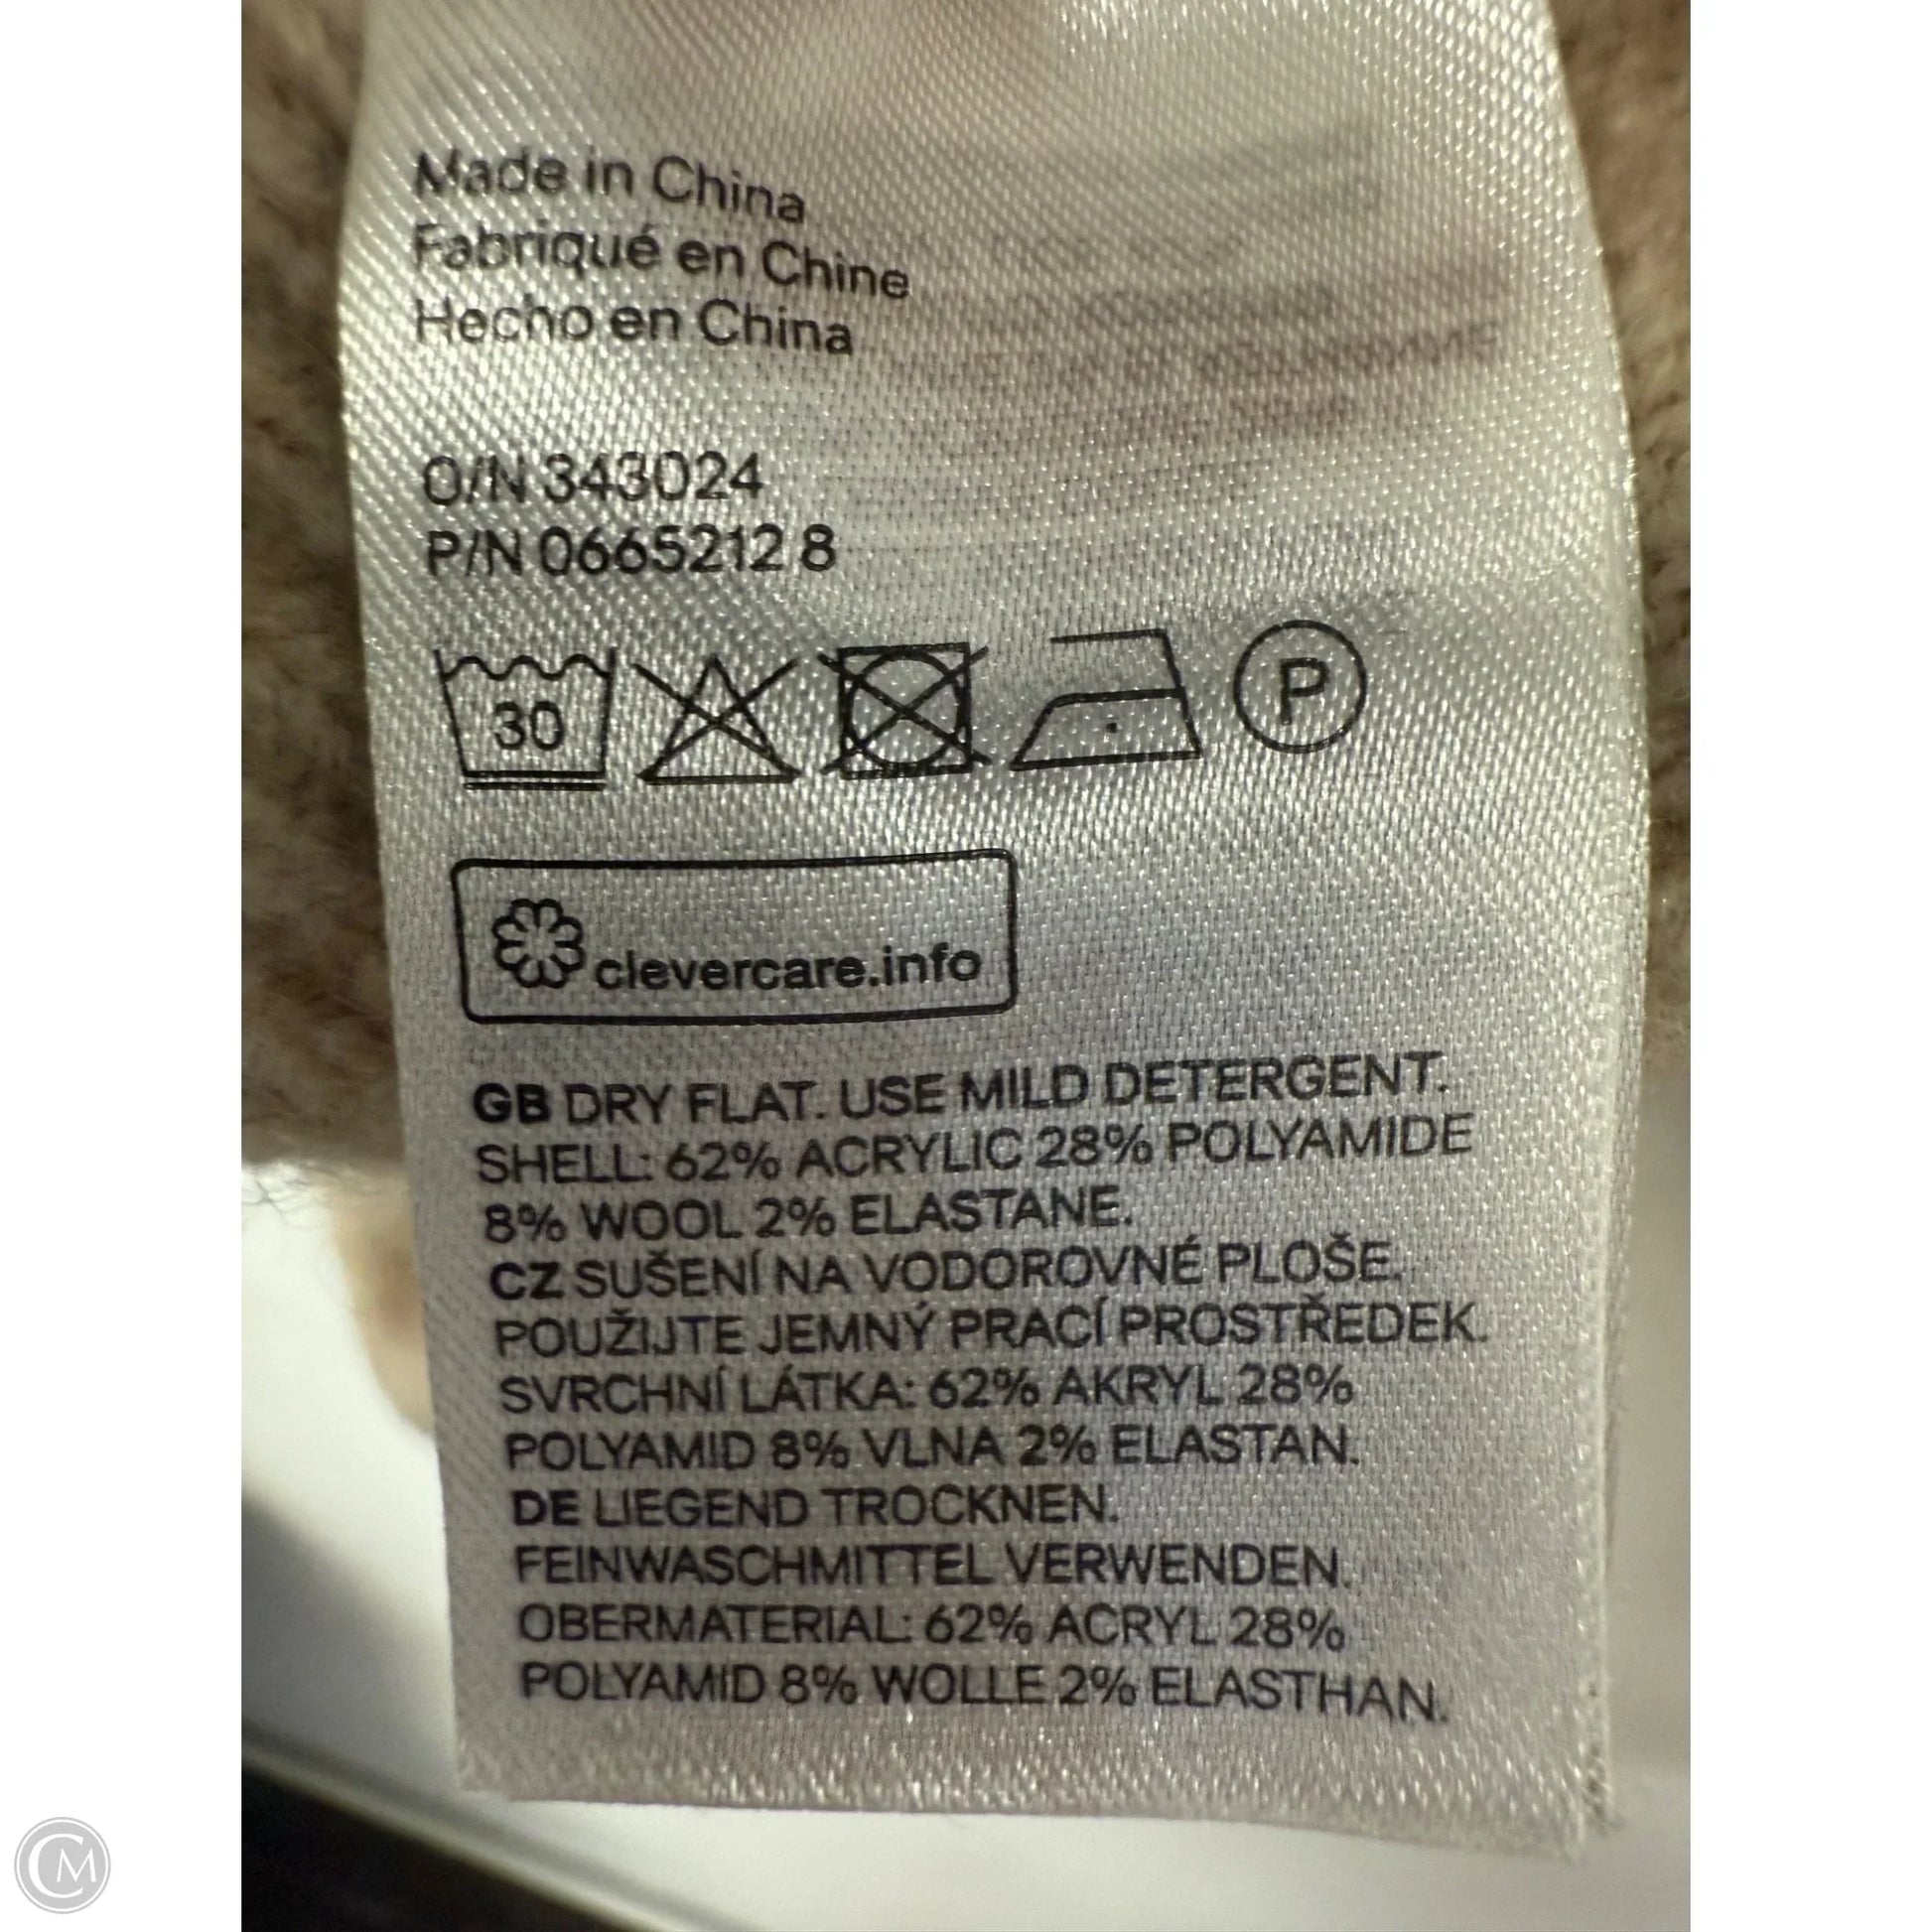 Made in China
Fabriqué en Chine
Hecho en China
O/N 343024
P/N 0665212 8
30
P
clevercare.info
GB DRY FLAT. USE MILD DETERGENT.
SHELL: 62% ACRYLIC 28% POLYAMIDE
8% WOOL 2% ELASTANE.
CZ SUŠENÍ NA VODOROVNÉ PLOŠE.
POUŽIJTE JEMNÝ PRACÍ PROSTŘEDEK.
SVRCHNÍ LÁTKA: 62% AKRYL 28%
POLYAMID 8% VLNA 2% ELASTAN.
DE LIEGEND TROCKNEN.
FEINWASCHMITTEL VERWENDEN.
OBERMATERIAL: 62% ACRYL 28%
POLYAMID 8% WOLLE 2% ELASTHAN.
CM